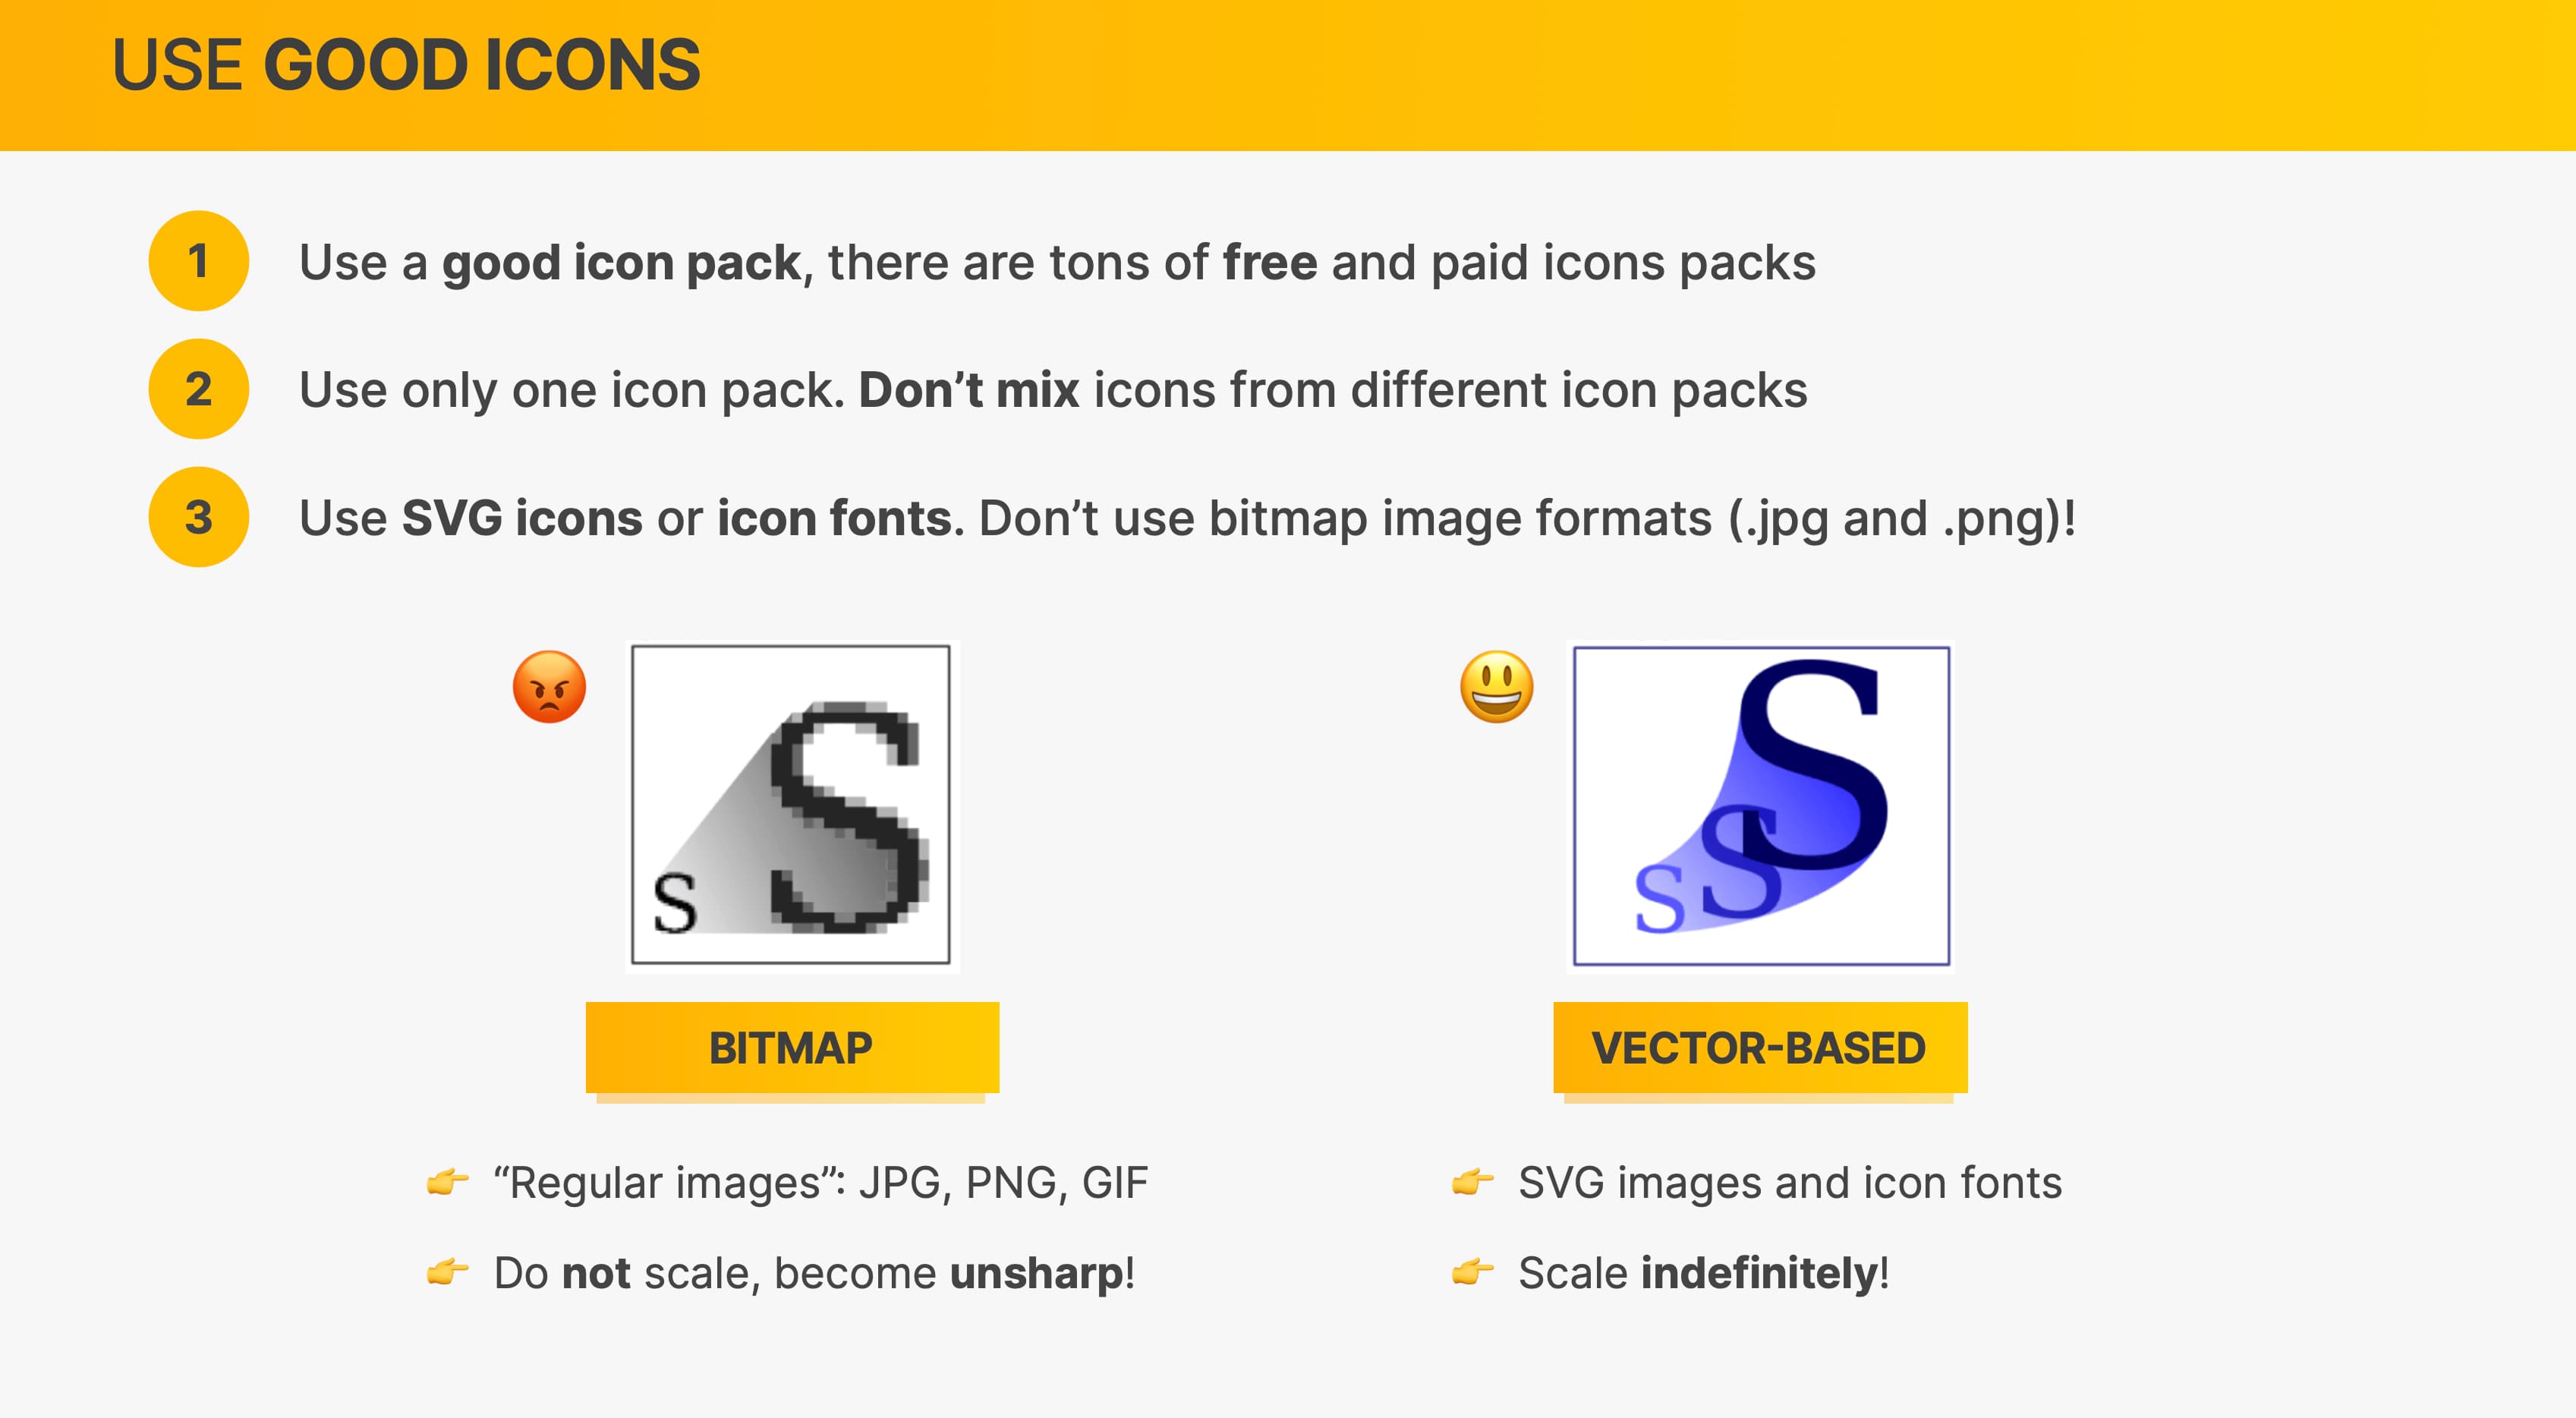 USE GOOD ICONS
1
Use a good icon pack, there are tons of free and paid icons packs
2
Use only one icon pack. Don’t mix icons from different icon packs
3
Use SVG icons or icon fonts. Don’t use bitmap image formats (.jpg and .png)!
S S
S S S
BITMAP
VECTOR-BASED
“Regular images”: JPG, PNG, GIF
Do not scale, become unsharp!
SVG images and icon fonts
Scale indefinitely!